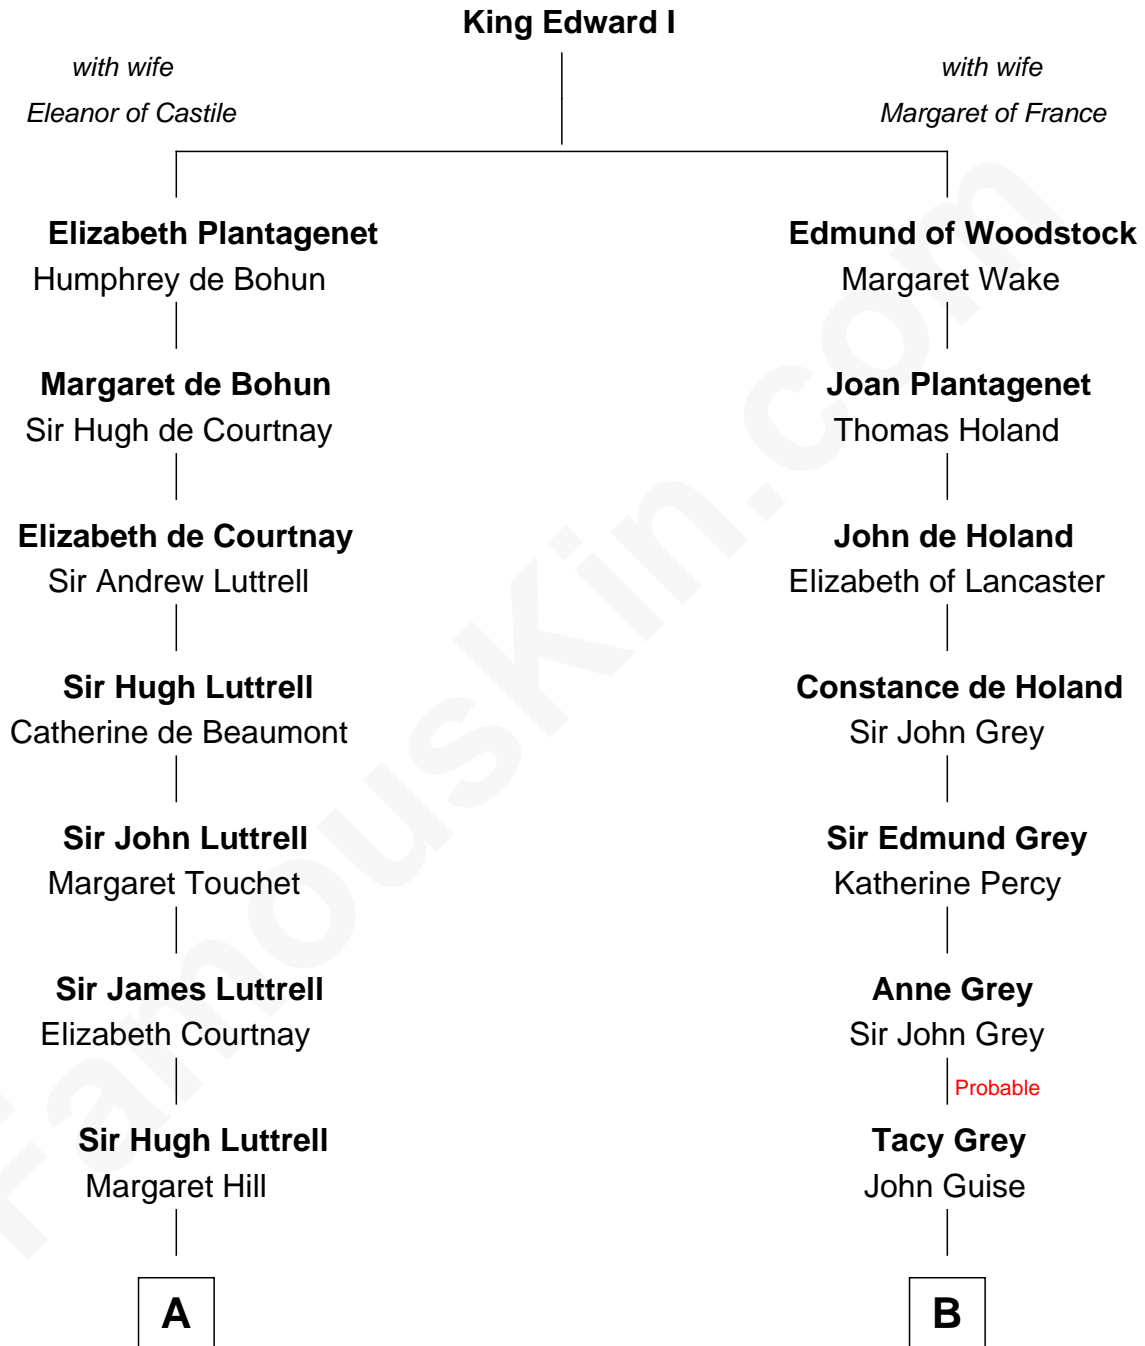 King Edward I
with wife
Eleanor of Castile
with wife
Margaret of France
Elizabeth Plantagenet
Humphrey de Bohun
Edmund of Woodstock
Margaret Wake
Margaret de Bohun
Sir Hugh de Courtnay
Joan Plantagenet
Thomas Holand
Elizabeth de Courtnay
Sir Andrew Luttrell
John de Holand
Elizabeth of Lancaster
Sir Hugh Luttrell
Catherine de Beaumont
Constance de Holand
Sir John Grey
Sir John Luttrell
Margaret Touchet
Sir Edmund Grey
Katherine Percy
Sir James Luttrell
Elizabeth Courtnay
Anne Grey
Sir John Grey
Probable
Sir Hugh Luttrell
Margaret Hill
Tacy Grey
John Guise
A
B
FamousKin.com